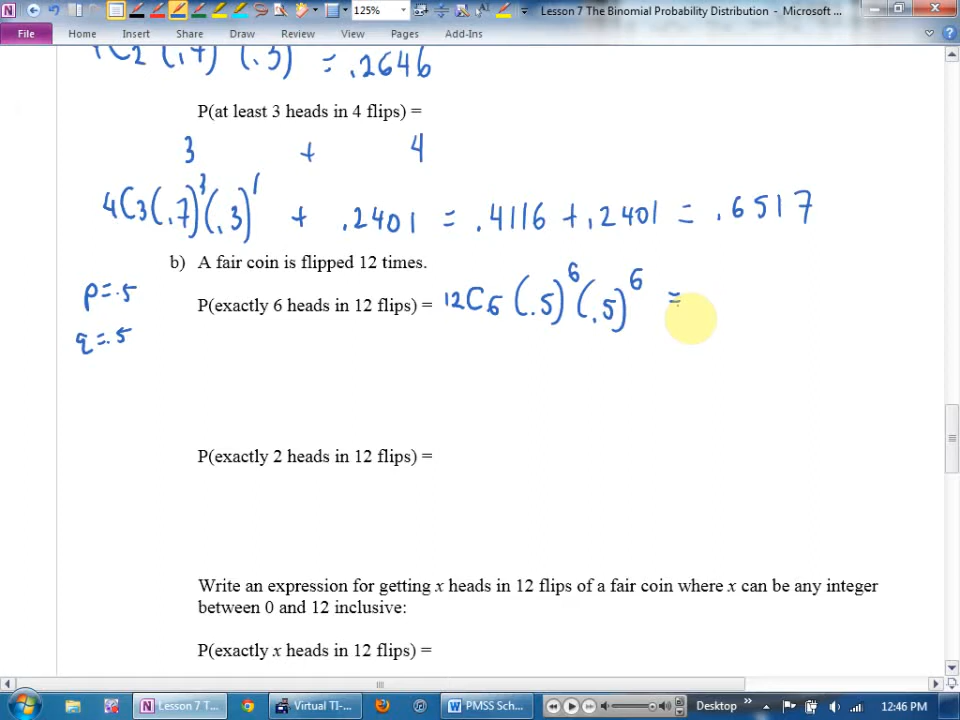 125% Lesson 7 The Binomial Probability Distribution - Microsoft ...
File Home Insert Share Draw Review View Pages Add-Ins
= .2646
P(at least 3 heads in 4 flips) =
3 + 4
4C3(.7)^3(.3)^1 + .2401 = .4116 + .2401 = .6517
b) A fair coin is flipped 12 times.
p=.5
P(exactly 6 heads in 12 flips) = 12C6 (.5)^6 (.5)^6 =
q=.5
P(exactly 2 heads in 12 flips) =
Write an expression for getting x heads in 12 flips of a fair coin where x can be any integer
between 0 and 12 inclusive:
P(exactly x heads in 12 flips) =
Lesson 7 T... Virtual TI-... PMSS Sch... Desktop » 12:46 PM